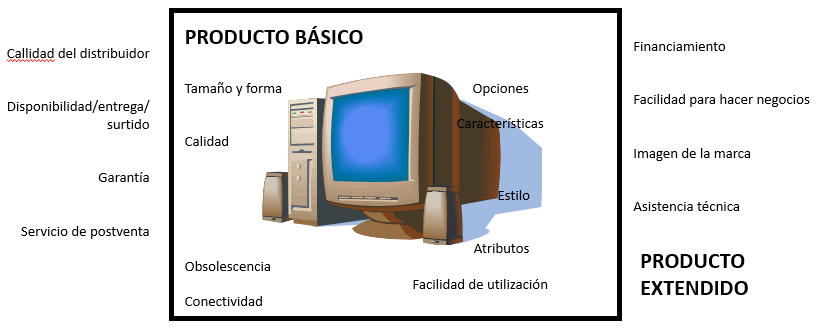 Callidad del distribuidor
Disponibilidad/entrega/
surtido
Garantía
Servicio de postventa
PRODUCTO BÁSICO
Tamaño y forma
Calidad
Obsolescencia
Conectividad
Opciones
Características
Estilo
Atributos
Facilidad de utilización
Financiamiento
Facilidad para hacer negocios
Imagen de la marca
Asistencia técnica
PRODUCTO
EXTENDIDO